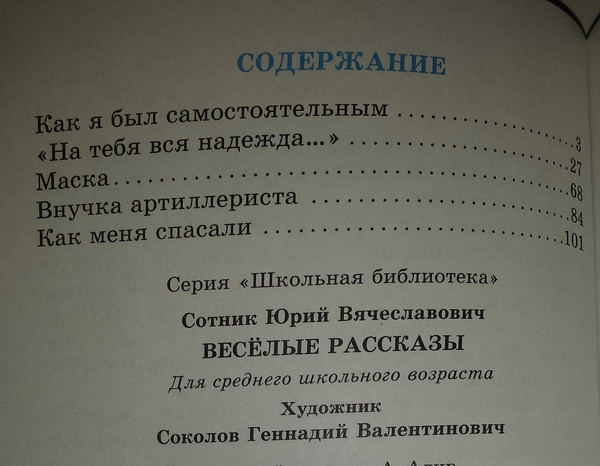 СОДЕРЖАНИЕ
Как я был самостоятельным . . . . . . . . . . . . . . . . . 3
«На тебя вся надежда...» . . . . . . . . . . . . . . . . . . 27
Маска. . . . . . . . . . . . . . . . . . . . . . . . . . . . . . . . . . . 68
Внучка артиллериста . . . . . . . . . . . . . . . . . . . . . . 84
Как меня спасали . . . . . . . . . . . . . . . . . . . . . . . . 101
Серия «Школьная библиотека»
Сотник Юрий Вячеславович
ВЕСЁЛЫЕ РАССКАЗЫ
Для среднего школьного возраста
Художник
Соколов Геннадий Валентинович